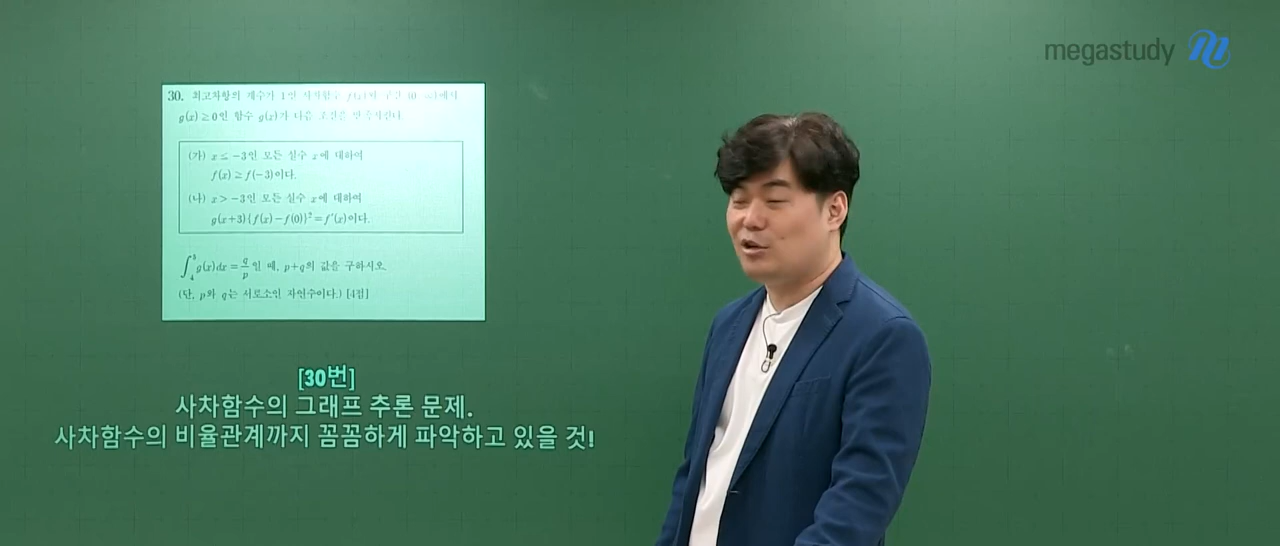 megastudy
30. 최고차항의 계수가 1인 사차함수 f(x)와 구간 (0, ∞)에서
g(x) ≥ 0인 함수 g(x)가 다음 조건을 만족시킨다.
(가) x ≤ -3인 모든 실수 x에 대하여
f(x) ≥ f(-3)이다.
(나) x > -3인 모든 실수 x에 대하여
g(x+3){f(x)-f(0)}² = f'(x)이다.
∫₄⁵ g(x)dx = q/p일 때, p+q의 값을 구하시오.
(단, p와 q는 서로소인 자연수이다.) [4점]
[30번]
사차함수의 그래프 추론 문제.
사차함수의 비율관계까지 꼼꼼하게 파악하고 있을 것!